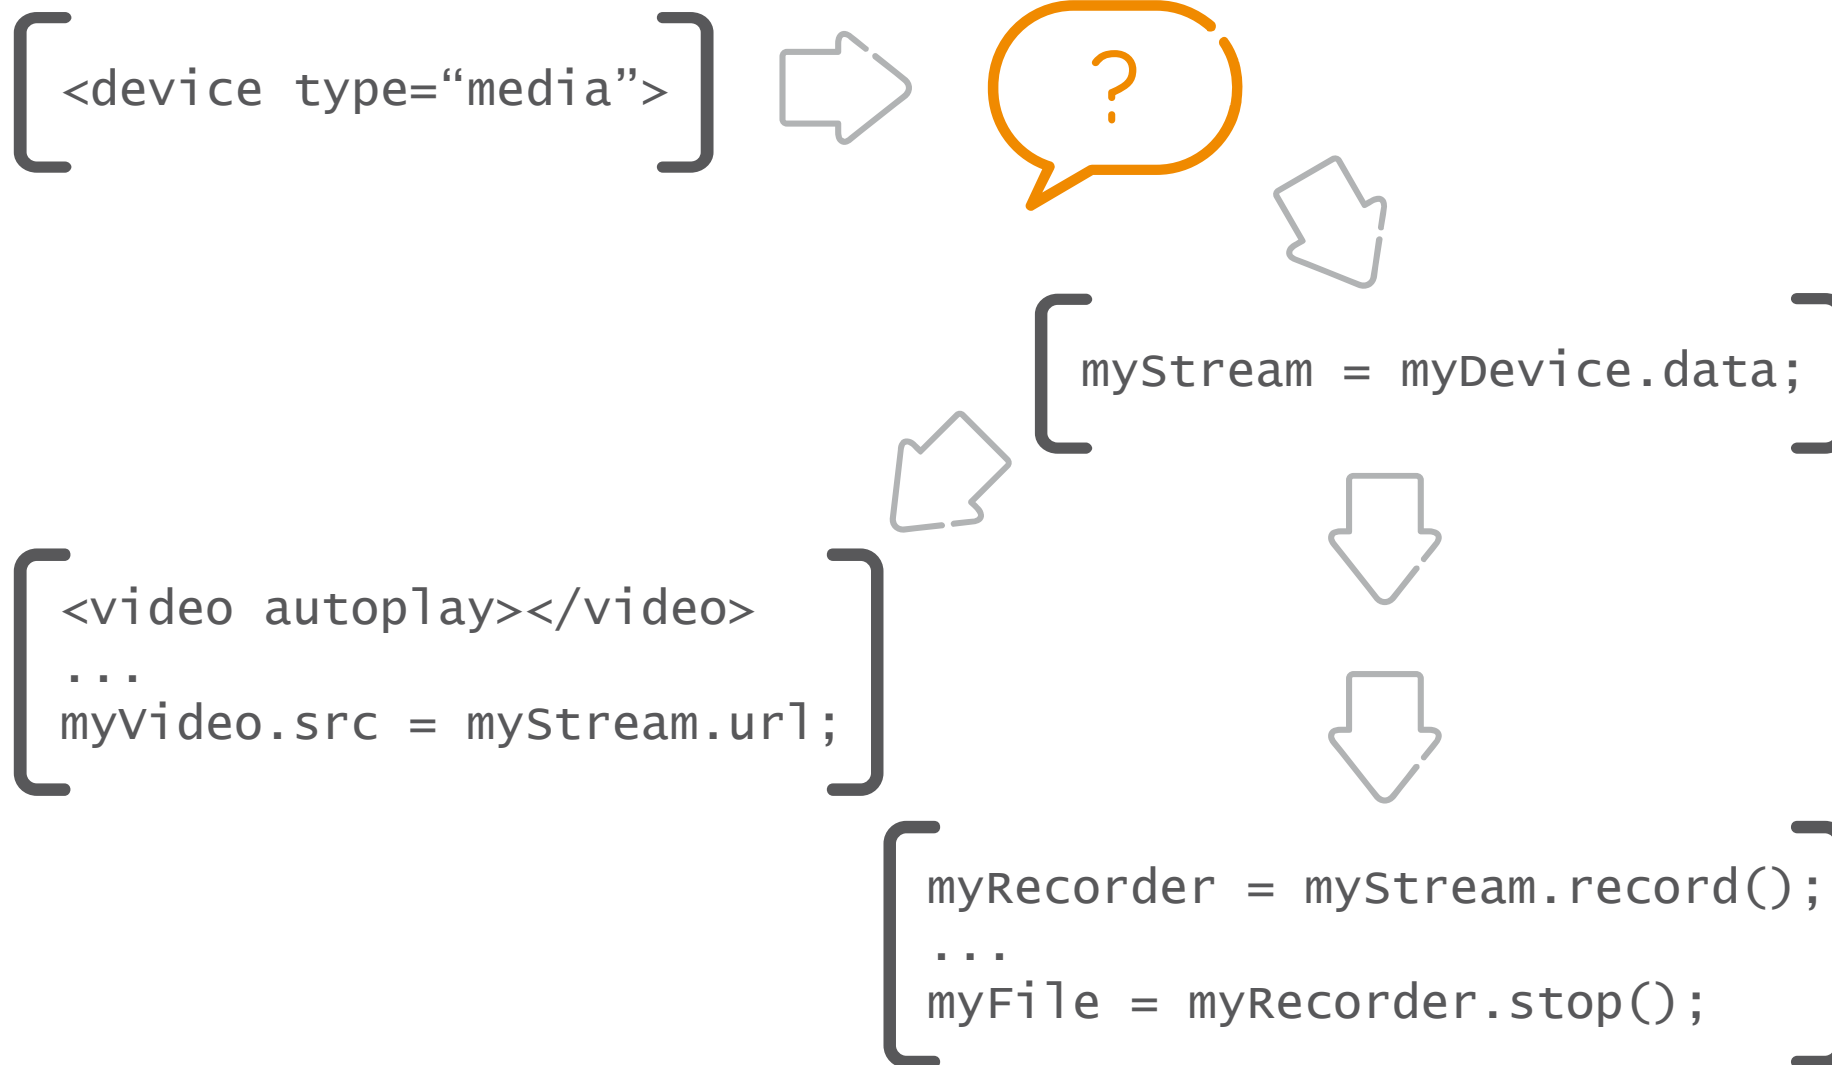 <device type=“media”>
?
myStream = myDevice.data;
<video autoplay></video>
...
myVideo.src = myStream.url;
myRecorder = myStream.record();
...
myFile = myRecorder.stop();